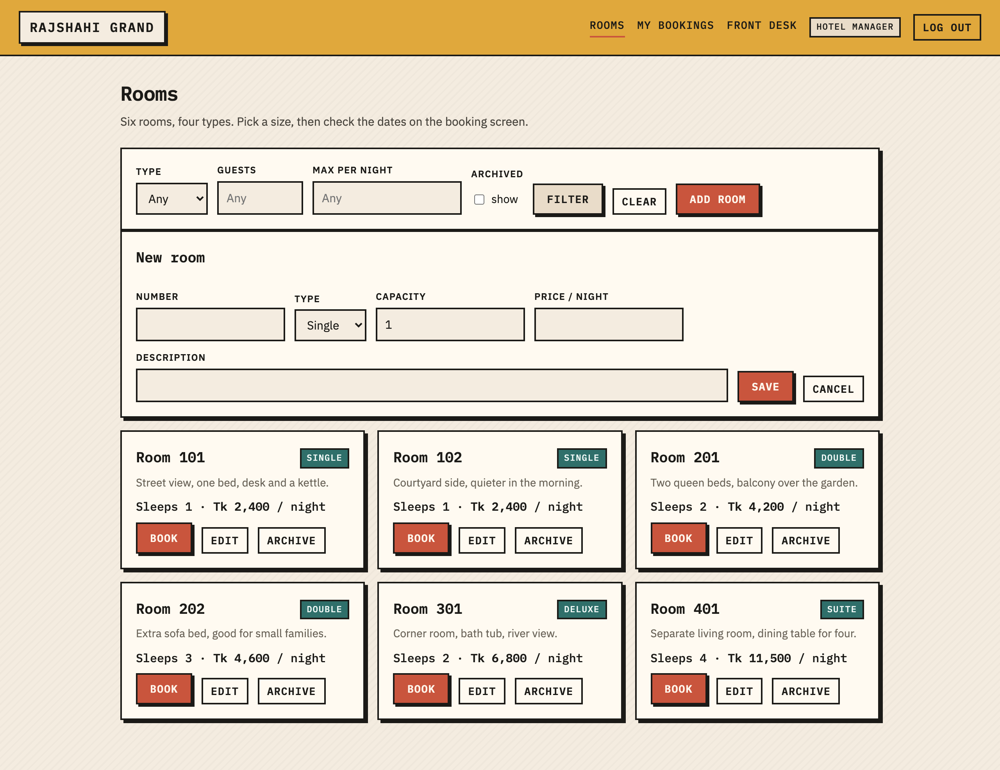 RAJSHAHI GRAND
ROOMS MY BOOKINGS FRONT DESK HOTEL MANAGER LOG OUT
Rooms
Six rooms, four types. Pick a size, then check the dates on the booking screen.
TYPE GUESTS MAX PER NIGHT ARCHIVED
Any Any Any show FILTER CLEAR ADD ROOM
New room
NUMBER TYPE CAPACITY PRICE / NIGHT
Single 1
DESCRIPTION
SAVE CANCEL
Room 101 SINGLE
Street view, one bed, desk and a kettle.
Sleeps 1 · Tk 2,400 / night
BOOK EDIT ARCHIVE
Room 102 SINGLE
Courtyard side, quieter in the morning.
Sleeps 1 · Tk 2,400 / night
BOOK EDIT ARCHIVE
Room 201 DOUBLE
Two queen beds, balcony over the garden.
Sleeps 2 · Tk 4,200 / night
BOOK EDIT ARCHIVE
Room 202 DOUBLE
Extra sofa bed, good for small families.
Sleeps 3 · Tk 4,600 / night
BOOK EDIT ARCHIVE
Room 301 DELUXE
Corner room, bath tub, river view.
Sleeps 2 · Tk 6,800 / night
BOOK EDIT ARCHIVE
Room 401 SUITE
Separate living room, dining table for four.
Sleeps 4 · Tk 11,500 / night
BOOK EDIT ARCHIVE